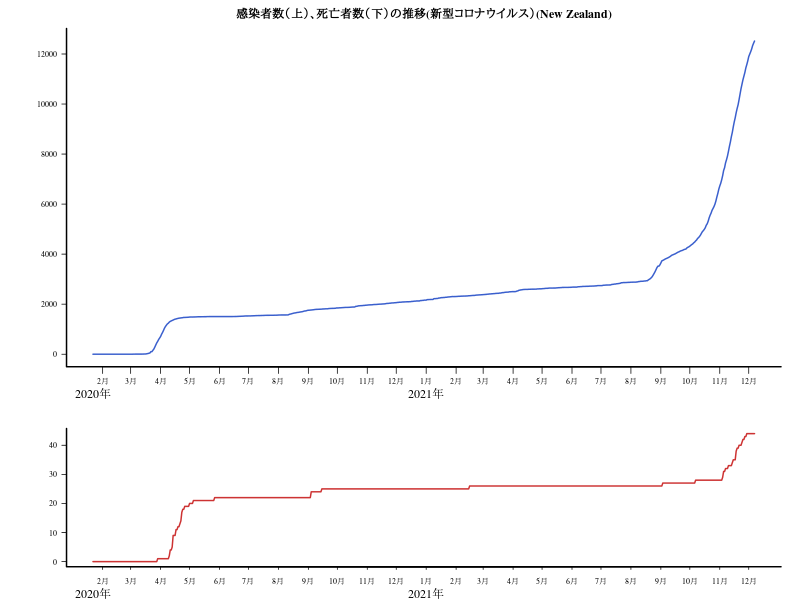 感染者数(上)、死亡者数(下)の推移(新型コロナウイルス)(New Zealand)
12000
10000
8000
6000
4000
2000
0
2月 3月 4月 5月 6月 7月 8月 9月 10月 11月 12月 1月 2月 3月 4月 5月 6月 7月 8月 9月 10月 11月 12月
2020年 2021年
40
30
20
10
0
2月 3月 4月 5月 6月 7月 8月 9月 10月 11月 12月 1月 2月 3月 4月 5月 6月 7月 8月 9月 10月 11月 12月
2020年 2021年